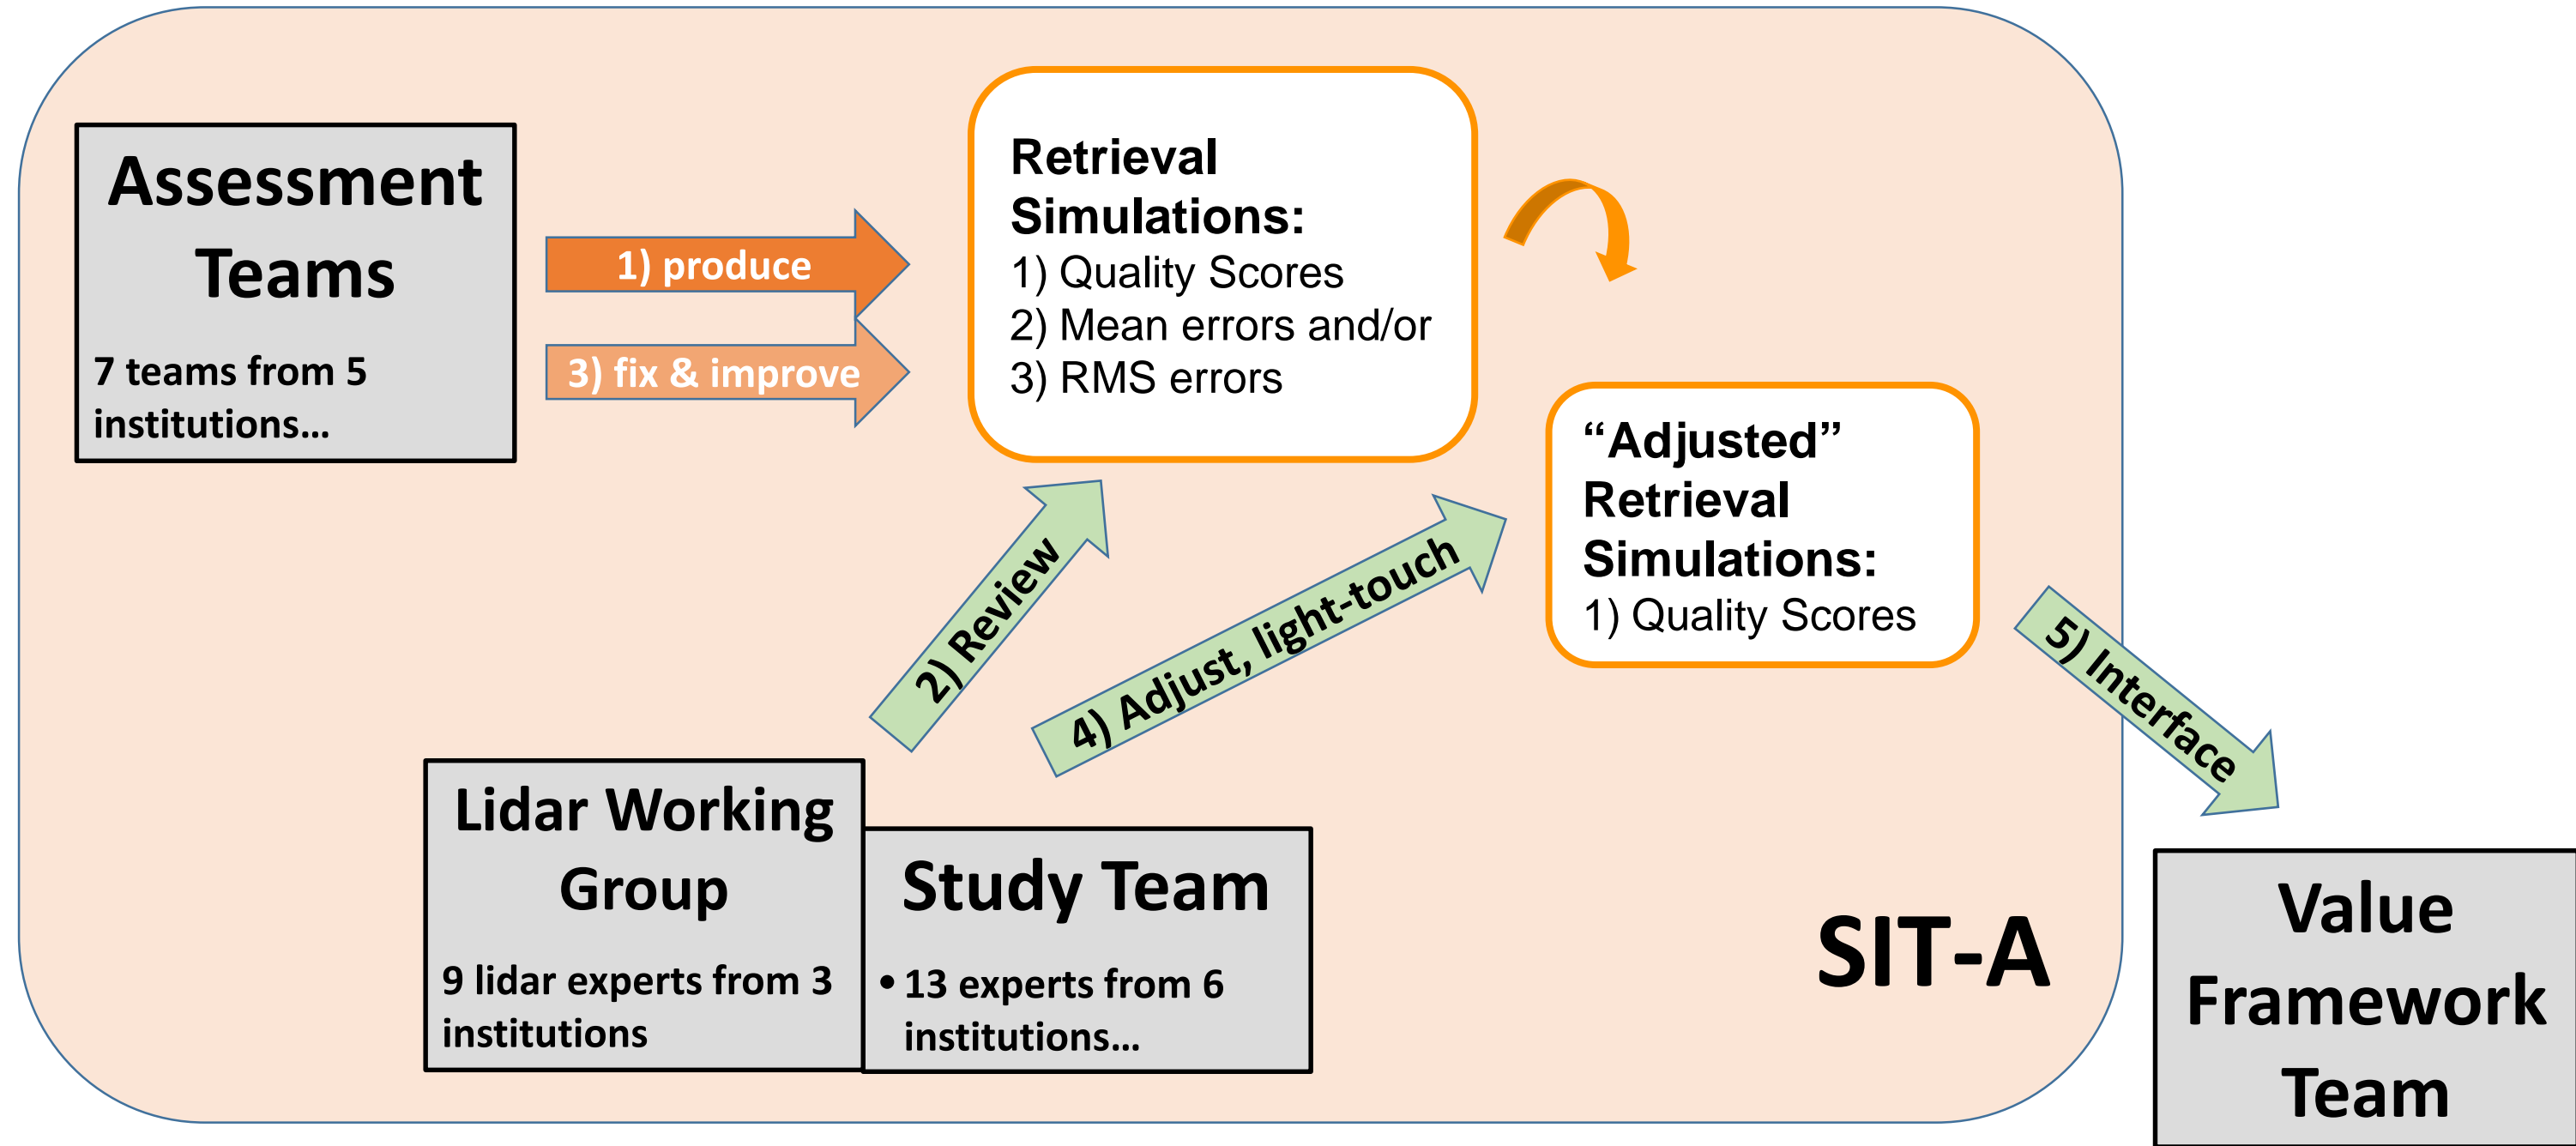 Assessment
Teams
7 teams from 5
institutions…
1) produce
3) fix & improve
Retrieval
Simulations:
1) Quality Scores
2) Mean errors and/or
3) RMS errors
“Adjusted”
Retrieval
Simulations:
1) Quality Scores
2) Review
4) Adjust, light-touch
5) Interface
Lidar Working
Group
9 lidar experts from 3
institutions
Study Team
• 13 experts from 6
institutions…
SIT-A
Value
Framework
Team